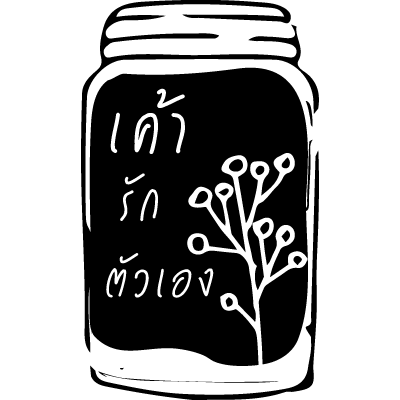 เค้า
รัก
ตัวเอง